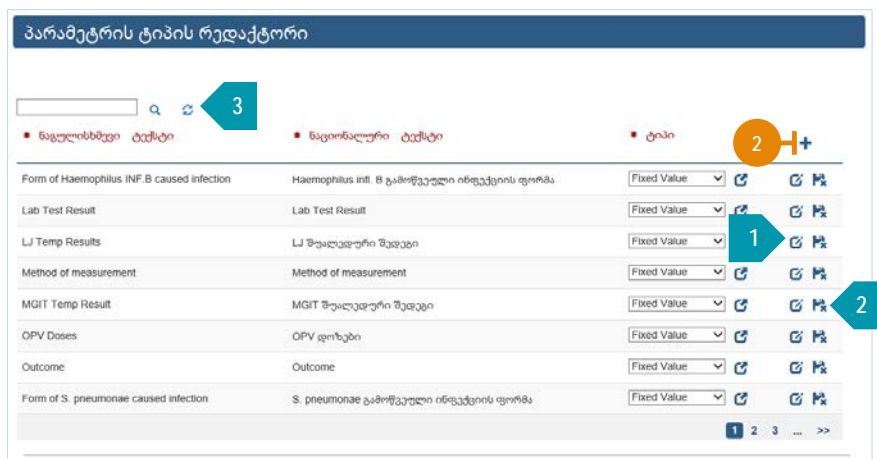 პარამეტრის ტიპის რედაქტორი
3
* ნაგულისხმევი ტექსტი * ნაციონალური ტექსტი * ტიპი 2 +
Form of Haemophilus INF.B caused infection Haemophilus infl. B გამოწვეული ინფექციის ფორმა Fixed Value
Lab Test Result Lab Test Result Fixed Value
LJ Temp Results LJ შუალედური შედეგი Fixed Value 1
Method of measurement Method of measurement Fixed Value
MGIT Temp Result MGIT შუალედური შედეგი Fixed Value 2
OPV Doses OPV დოზები Fixed Value
Outcome Outcome Fixed Value
Form of S. pneumonae caused infection S. pneumonae გამოწვეული ინფექციის ფორმა Fixed Value
1 2 3 ... >>